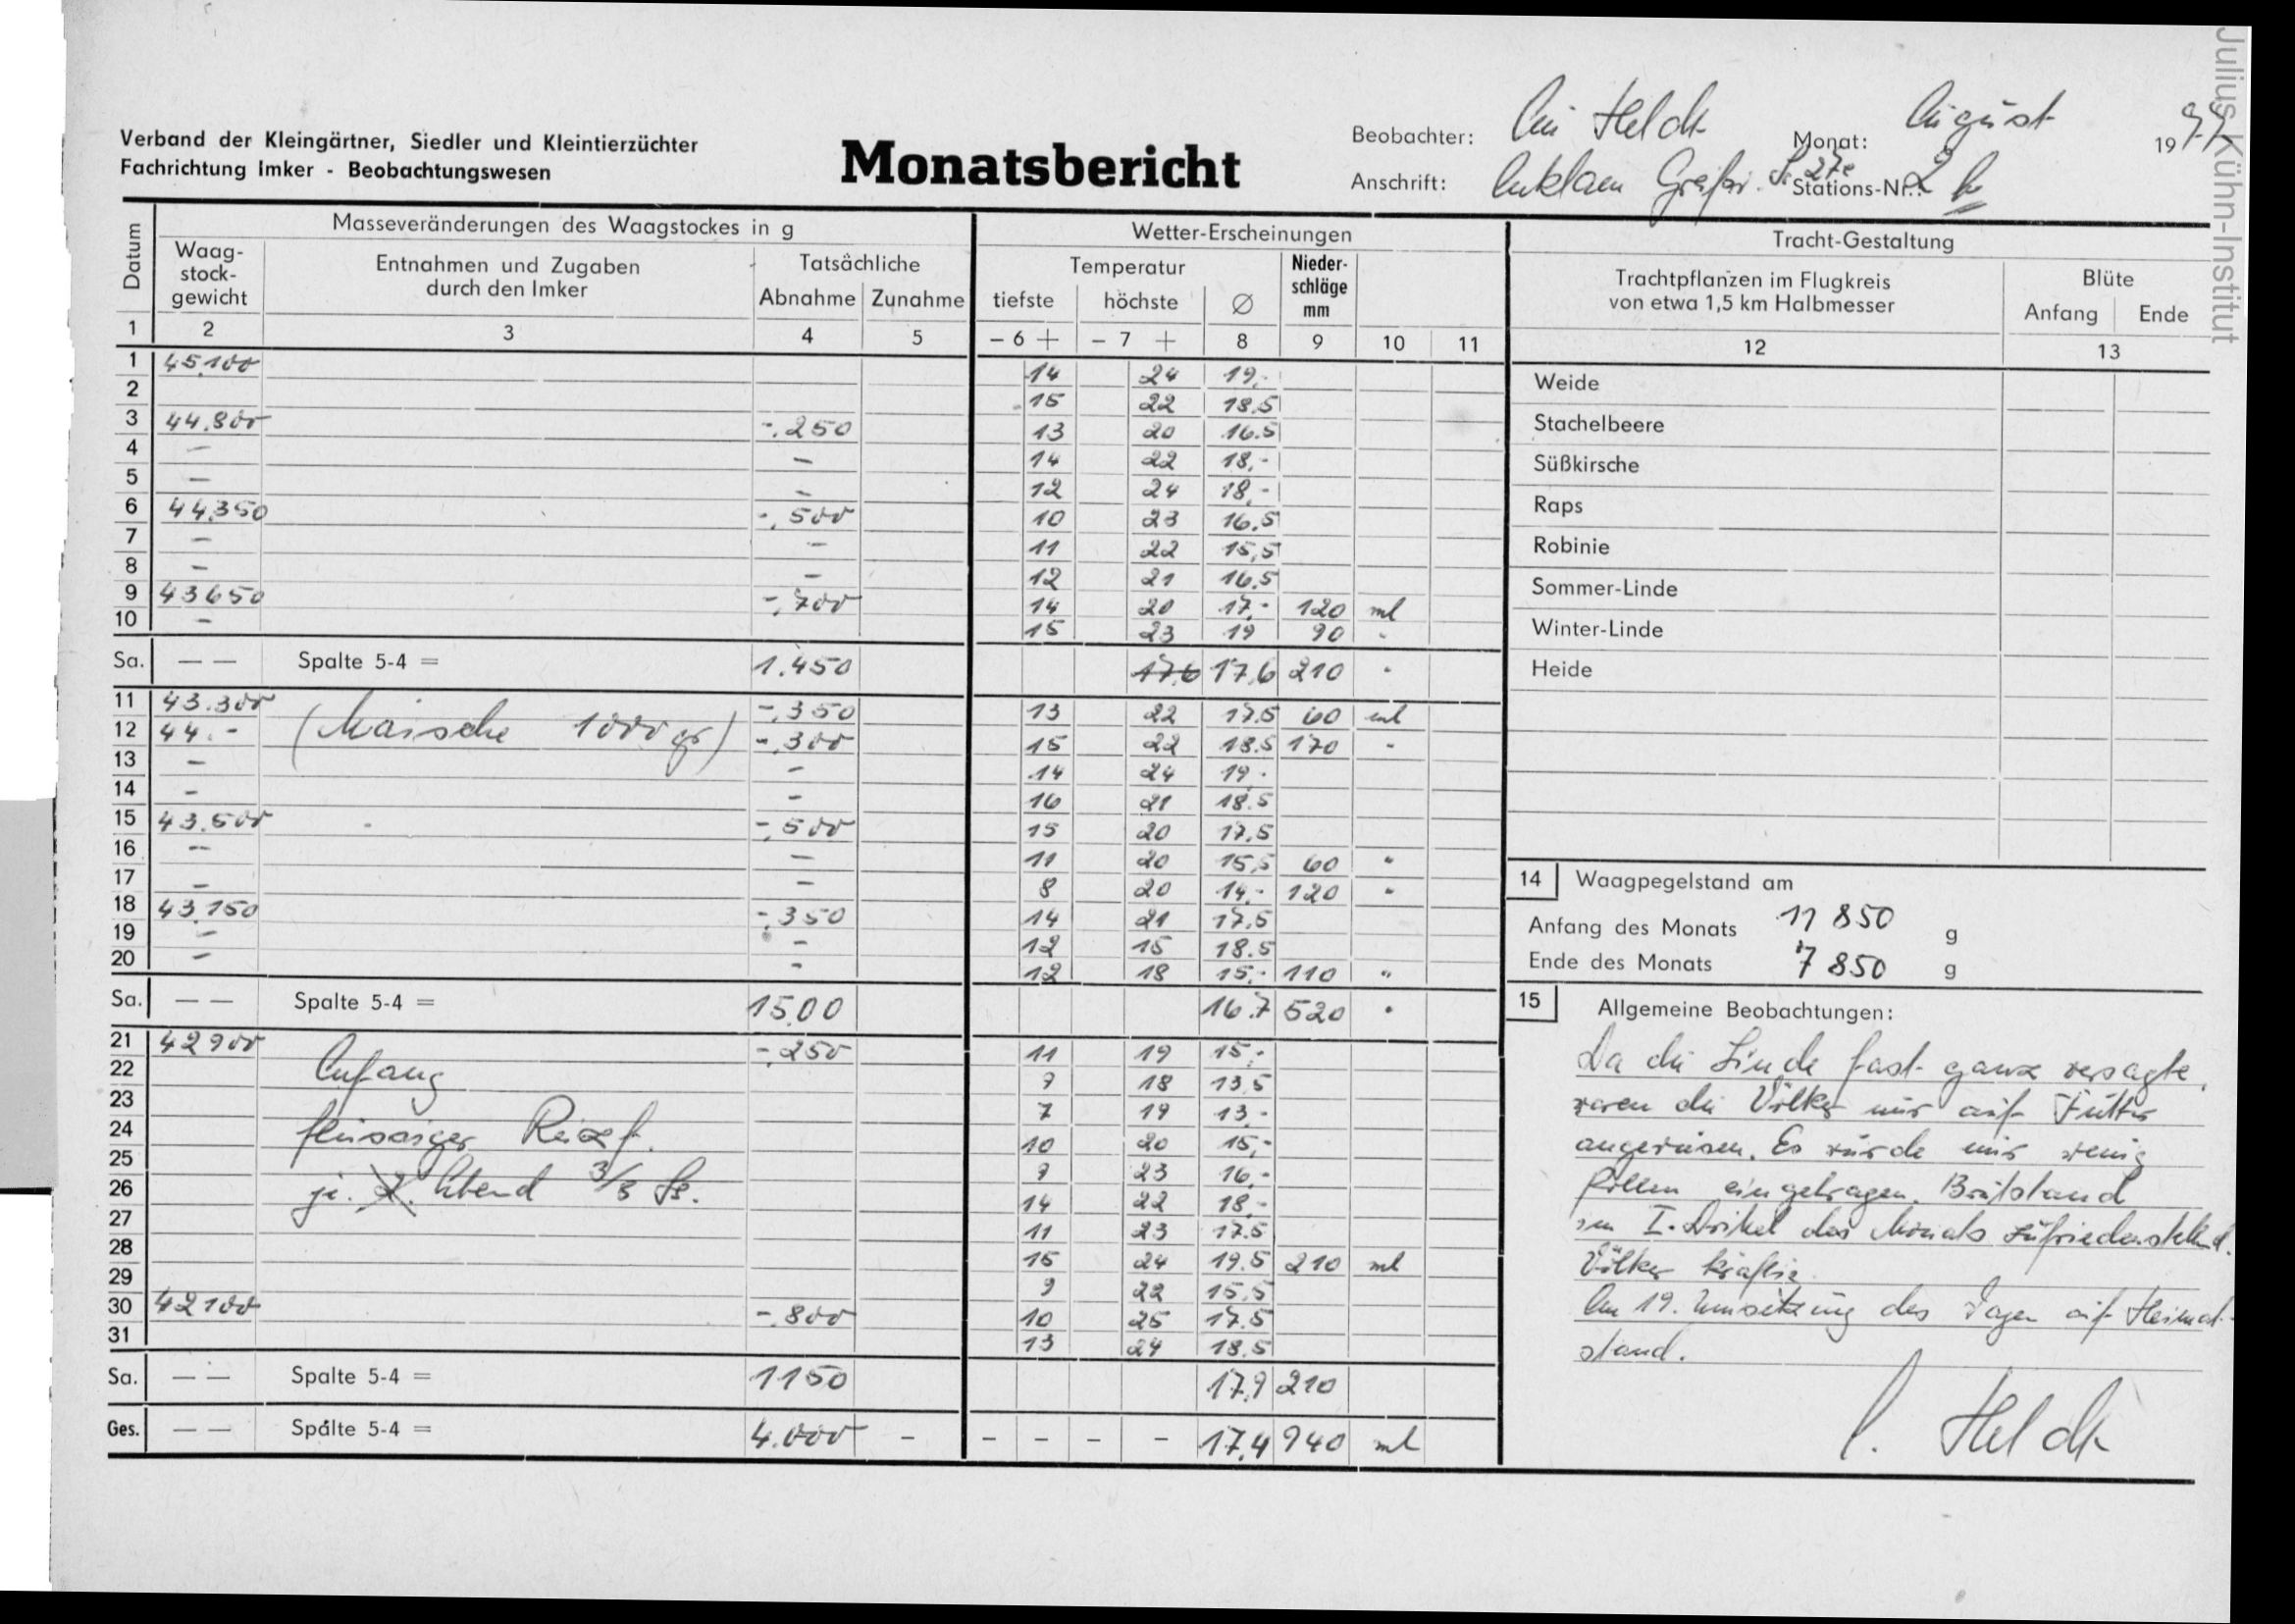 Verband der Kleingärtner, Siedler und Kleintierzüchter
Fachrichtung Imker - Beobachtungswesen
Monatsbericht
Beobachter: Heldt Monat: August 19
Anschrift: Anklam Stations-Nr.:
Julius-Kühn-Institut
Datum Masseveränderungen des Waagstockes in g Wetter-Erscheinungen Tracht-Gestaltung
Waag-stock-gewicht Entnahmen und Zugaben durch den Imker Tatsächliche Abnahme Zunahme Temperatur tiefste höchste Ø Nieder-schläge mm Trachtpflanzen im Flugkreis von etwa 1,5 km Halbmesser Blüte Anfang Ende
1 2 3 4 5 - 6 + - 7 + 8 9 10 11 12 13
1 45.100 14 24 19,-
2 15 22 18.5
3 44.800 -.250 13 20 16.5
4 — — 14 22 18,-
5 — — 12 24 18,-
6 44.350 -.500 10 23 16,5
7 — — 11 22 15,5
8 — — 12 21 16,5
9 43650 -.700 14 20 17,- 120 ml
10 - 15 23 19 90 "
Sa. — — Spalte 5-4 = 1.450 17,6 17,6 210 "
11 43.300 -.350 13 22 17.5 60 ml
12 44.- (Maische 1000 gr) -.300 15 22 18.5 170 "
13 — — 14 24 19.
14 - - 16 21 18.5
15 43.500 -.500 15 20 17,5
16 — — 11 20 15,5 60 "
17 — — 8 20 14,- 120 "
18 43.150 -.350 14 21 17.5
19 - - 12 15 18.5
20 - - 12 18 15,- 110 "
Sa. — — Spalte 5-4 = 1500 16.7 520 "
21 42900 -.250 11 19 15,-
22 Anfang 9 18 13,5
23 7 19 13,-
24 flüssiger Reizf. 10 20 15,-
25 9 23 16,-
26 je. 2. Abend 14 22 18,-
27 11 23 17.5
28 15 24 19.5 210 ml
29 9 22 15,5
30 42100 -.800 10 25 17.5
31 13 24 18.5
Sa. — — Spalte 5-4 = 1150 17,9 210
Ges. — — Spalte 5-4 = 4.000 - - - - - 17,4 940 ml
Weide
Stachelbeere
Süßkirsche
Raps
Robinie
Sommer-Linde
Winter-Linde
Heide
14 Waagpegelstand am
Anfang des Monats 11 850 g
Ende des Monats 7 850 g
15 Allgemeine Beobachtungen:
Da die Linde fast ganz versagte,
waren die Völker nur auf Futter
angewiesen. Es wurde nur wenig
Pollen eingetragen. Brutstand
im I. Drittel des Monats zufriedenstellend.
Völker kräftig.
Am 19. Umsetzung des Wagen auf Heimat-
stand.
Heldt